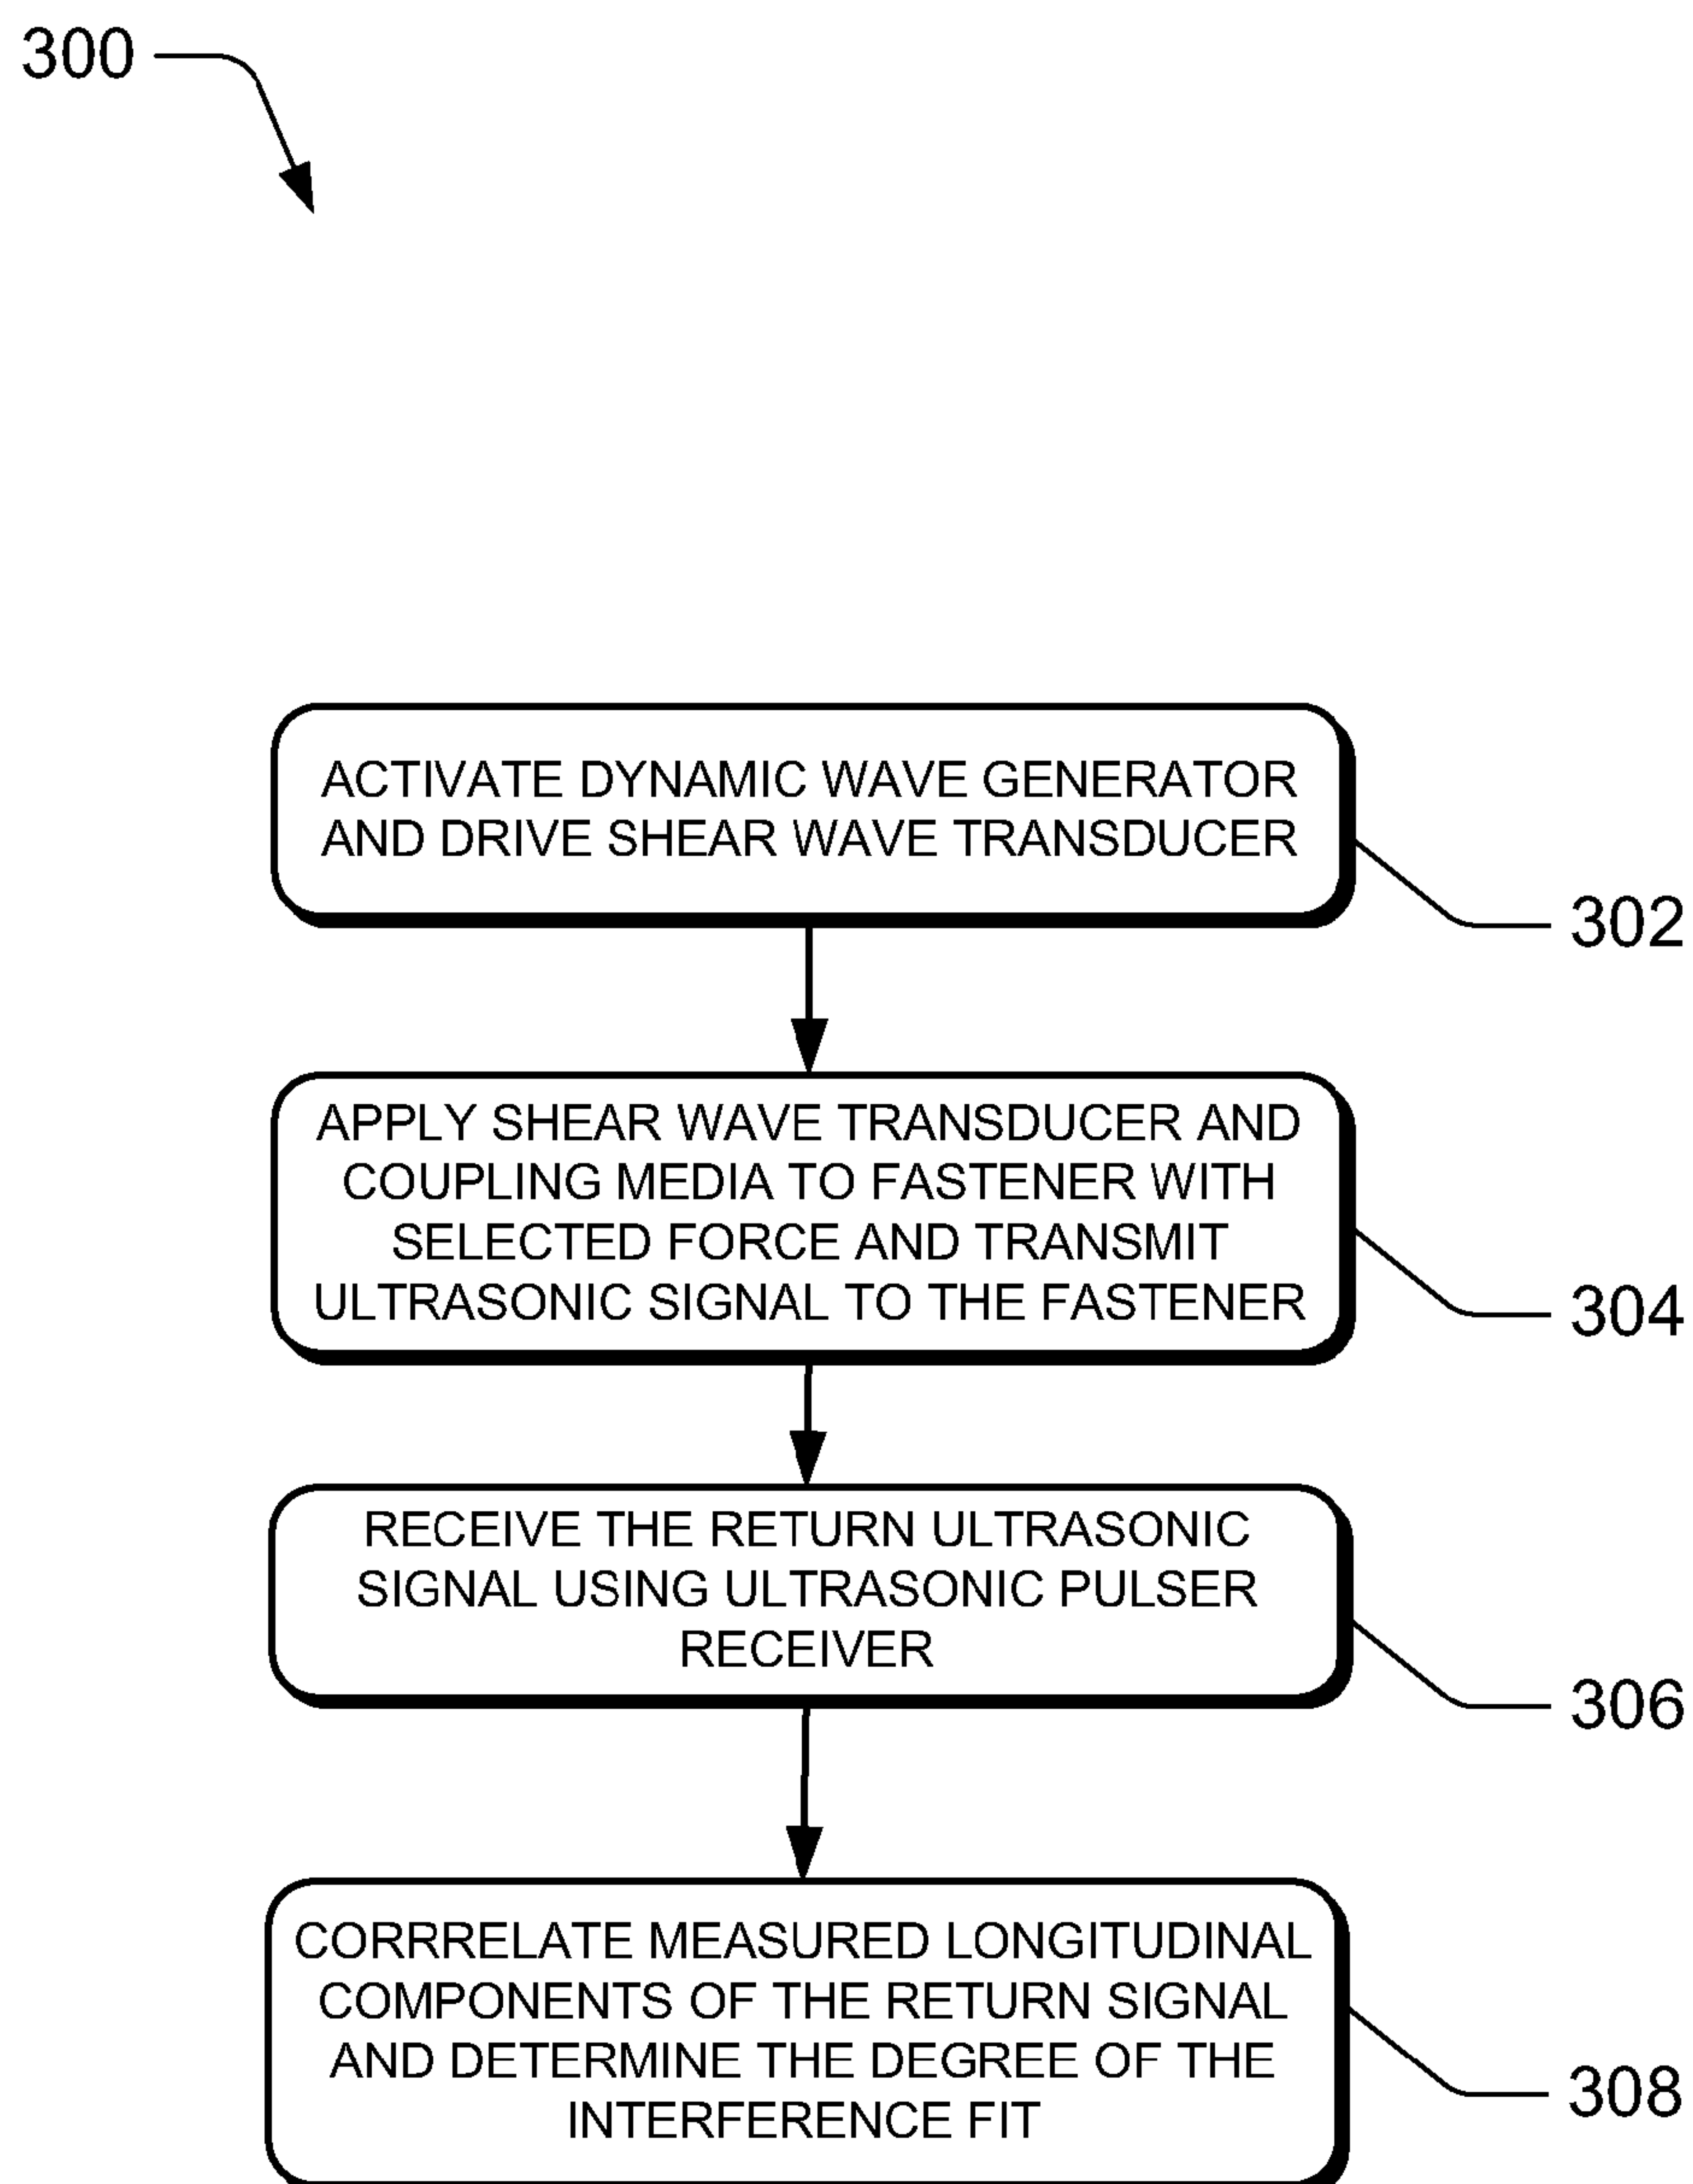 300
ACTIVATE DYNAMIC WAVE GENERATOR
AND DRIVE SHEAR WAVE TRANSDUCER
302
APPLY SHEAR WAVE TRANSDUCER AND
COUPLING MEDIA TO FASTENER WITH
SELECTED FORCE AND TRANSMIT
ULTRASONIC SIGNAL TO THE FASTENER
304
RECEIVE THE RETURN ULTRASONIC
SIGNAL USING ULTRASONIC PULSER
RECEIVER
306
CORRRELATE MEASURED LONGITUDINAL
COMPONENTS OF THE RETURN SIGNAL
AND DETERMINE THE DEGREE OF THE
INTERFERENCE FIT
308